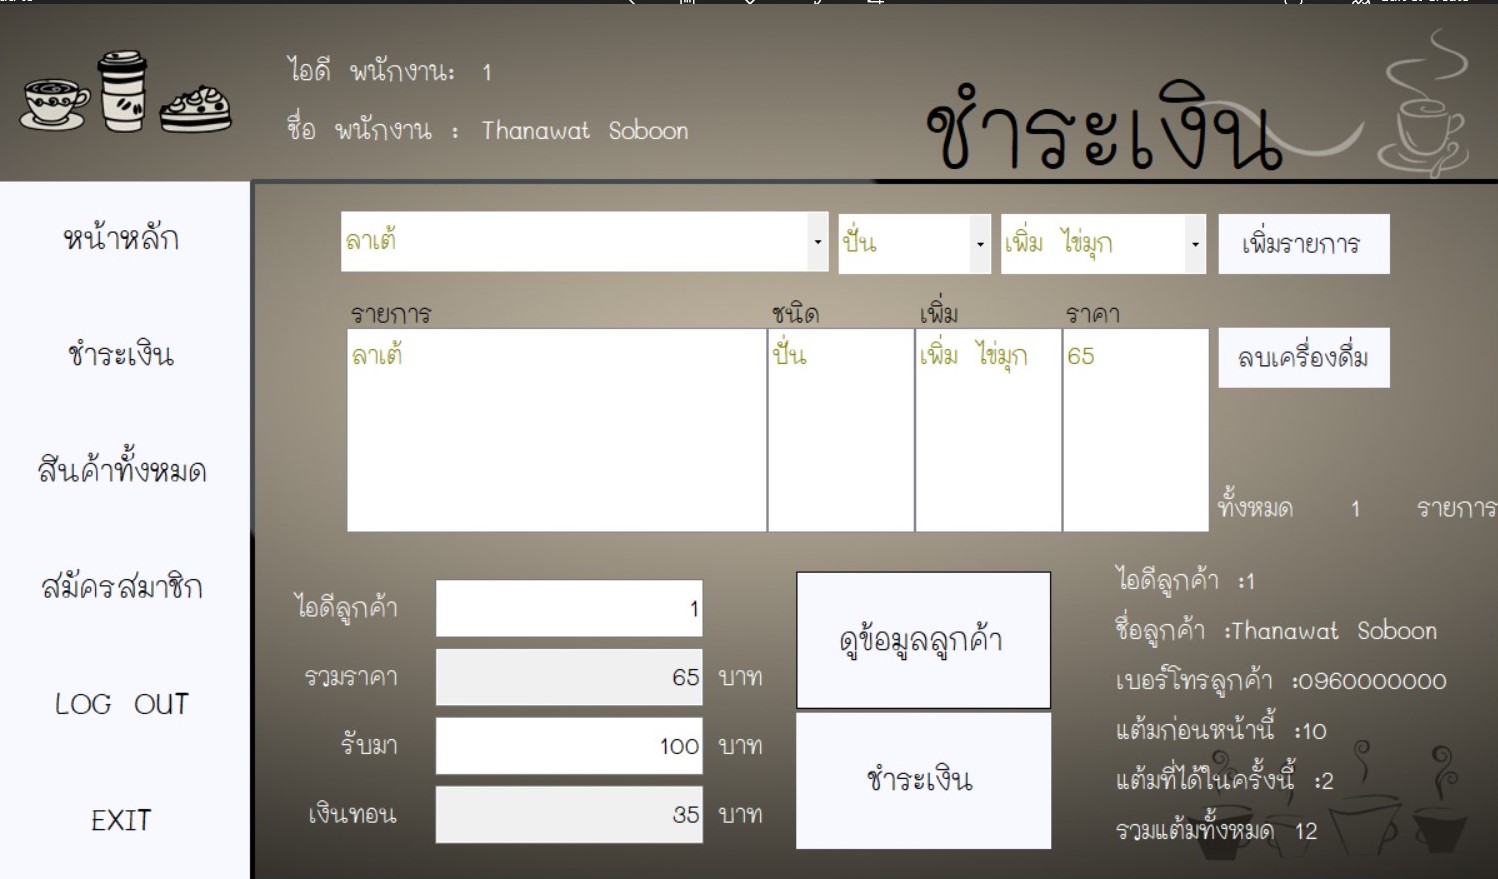 ไอดี พนักงาน: 1
ชื่อ พนักงาน : Thanawat Soboon
ชำระเงิน
หน้าหลัก
ชำระเงิน
สินค้าทั้งหมด
สมัครสมาชิก
LOG OUT
EXIT
ลาเต้ ปั่น เพิ่ม ไข่มุก เพิ่มรายการ
รายการ ชนิด เพิ่ม ราคา
ลาเต้ ปั่น เพิ่ม ไข่มุก 65 ลบเครื่องดื่ม
ทั้งหมด 1 รายการ
ไอดีลูกค้า 1
รวมราคา 65 บาท
รับมา 100 บาท
เงินทอน 35 บาท
ดูข้อมูลลูกค้า
ชำระเงิน
ไอดีลูกค้า :1
ชื่อลูกค้า :Thanawat Soboon
เบอร์โทรลูกค้า :0960000000
แต้มก่อนหน้านี้ :10
แต้มที่ได้ในครั้งนี้ :2
รวมแต้มทั้งหมด 12